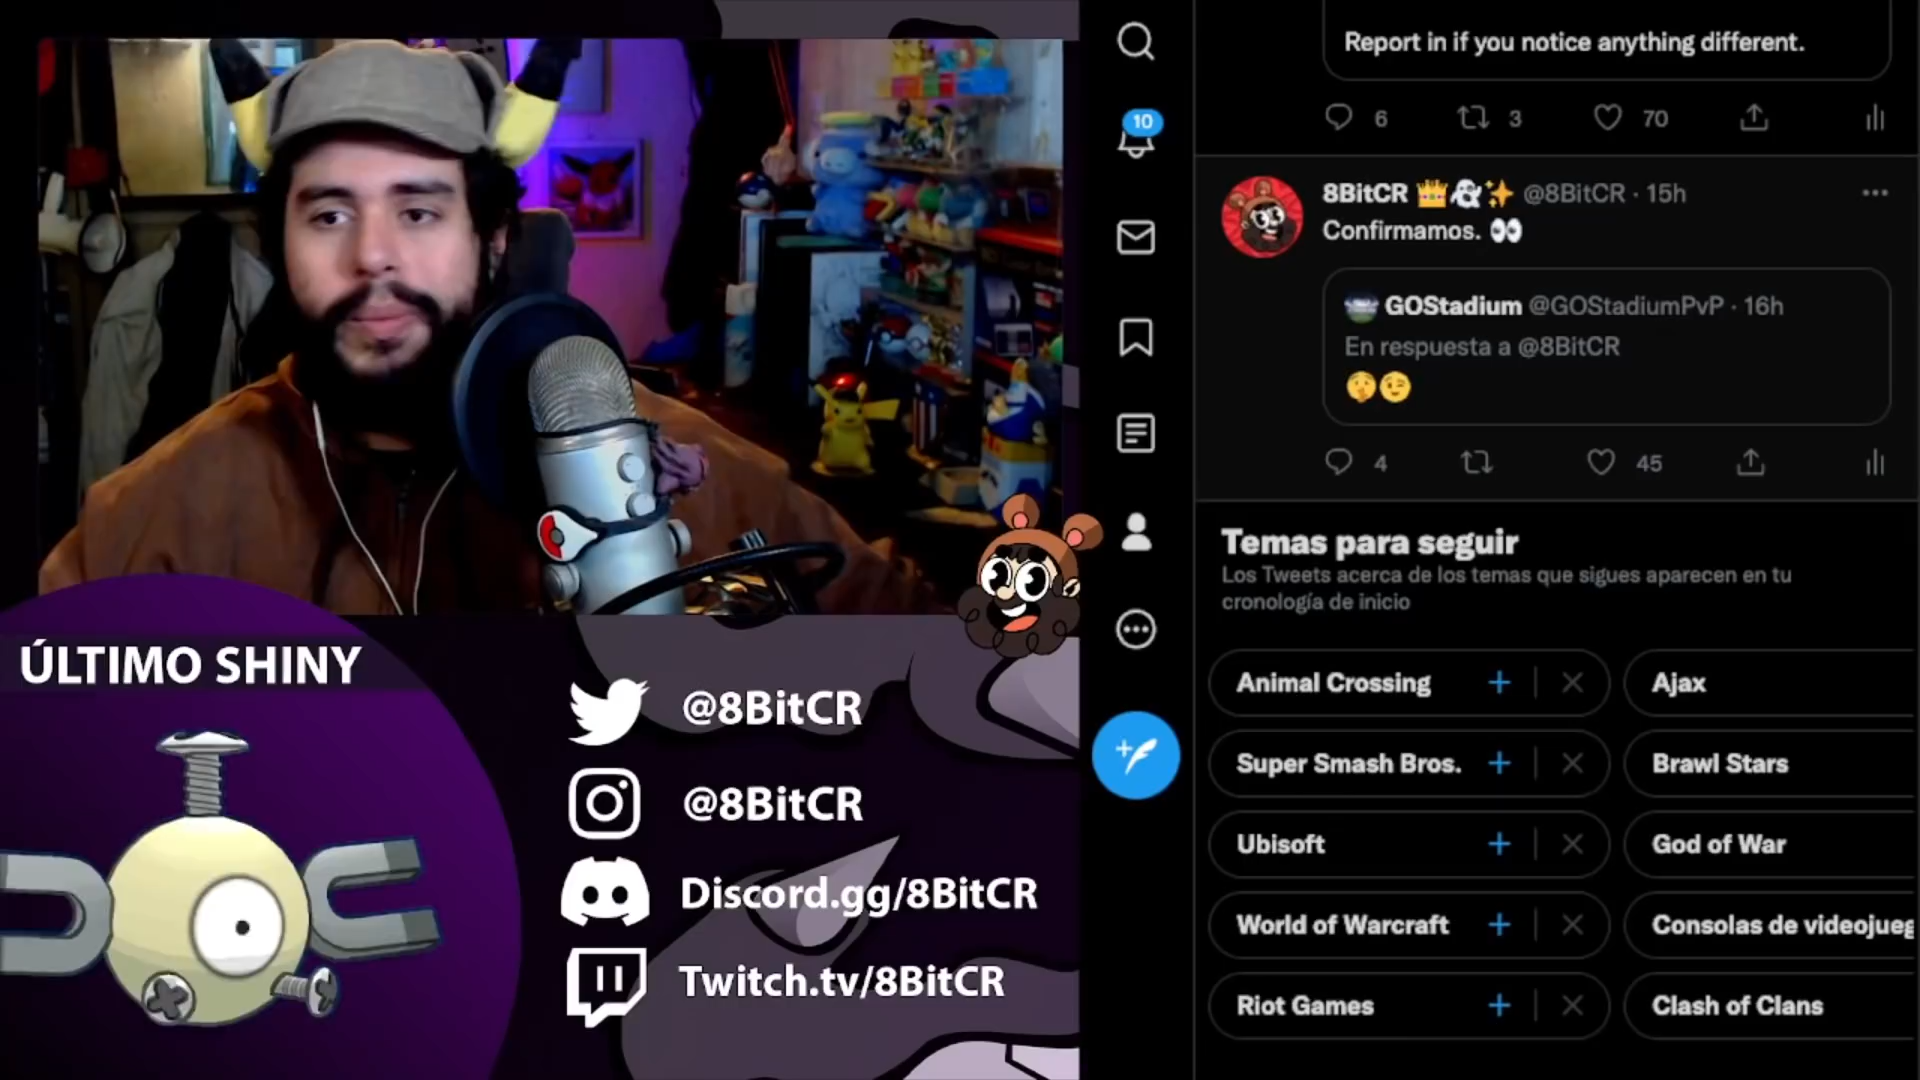 Report in if you notice anything different.
6 3 70
10
8BitCR 👑👻✨ @8BitCR · 15h
Confirmamos. 👀
GOStadium @GOStadiumPvP · 16h
En respuesta a @8BitCR
🤫😉
4 45
Temas para seguir
Los Tweets acerca de los temas que sigues aparecen en tu
cronología de inicio
Animal Crossing
Ajax
Super Smash Bros.
Brawl Stars
Ubisoft
God of War
World of Warcraft
Consolas de videojueg
Riot Games
Clash of Clans
ÚLTIMO SHINY
@8BitCR
@8BitCR
Discord.gg/8BitCR
Twitch.tv/8BitCR